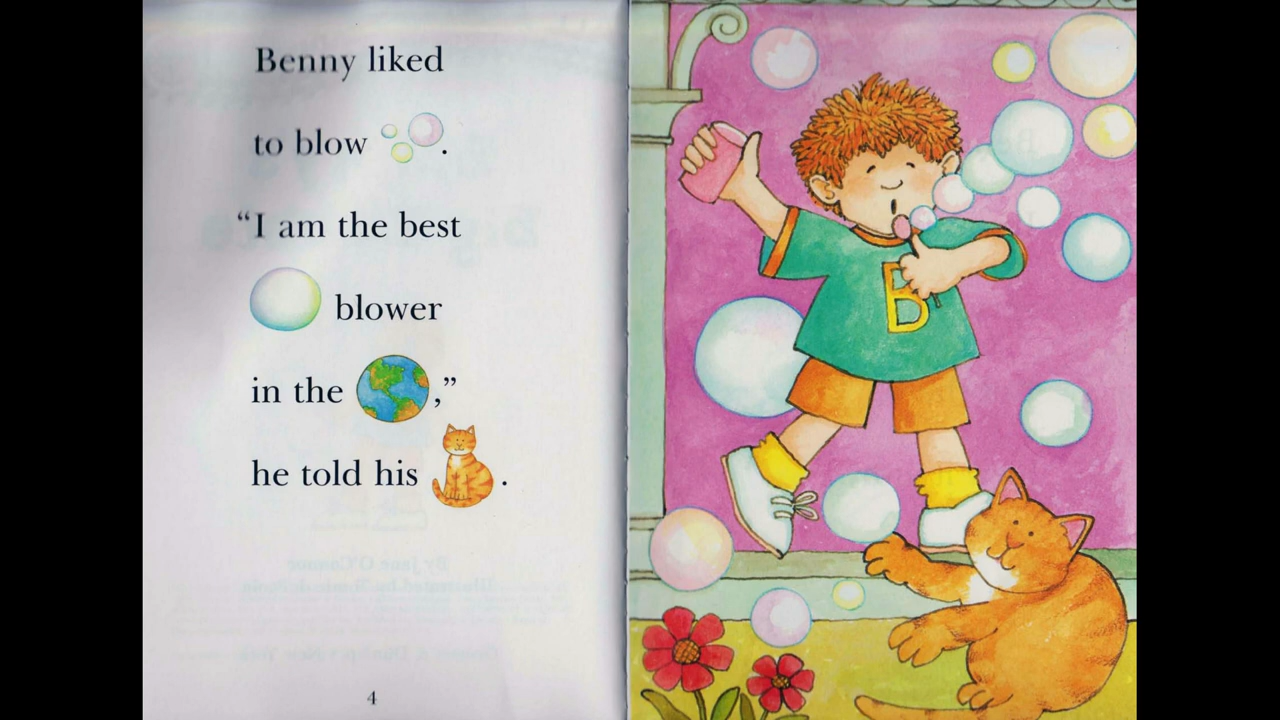 Benny liked
to blow .
“I am the best
blower
in the ,”
he told his .
4
B